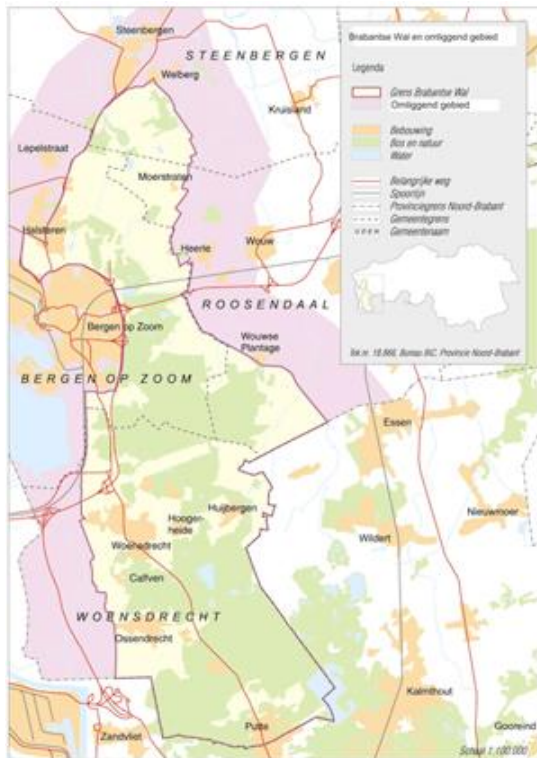 Brabantse Wal en omliggend gebied
Legenda
Grens Brabantse Wal
Omliggend gebied
Bebouwing
Bos en natuur
Water
Belangrijke weg
Spoorlijn
Provinciegrens Noord-Brabant
Gemeentegrens
Gemeentenaam
Steenbergen
STEENBERGEN
Welberg
Kruisland
Lepelstraat
Moerstraten
Halsteren
Heerle
Wouw
ROOSENDAAL
Bergen op Zoom
Wouwse
Plantage
BERGEN OP ZOOM
Essen
Huijbergen
Hooger-
heide
Nieuwmoer
Woensdrecht
Wildert
Calfven
WOENSDRECHT
Ossendrecht
Kalmthout
Putte
Gooreind
Zandvliet
Schaal 1:100 000